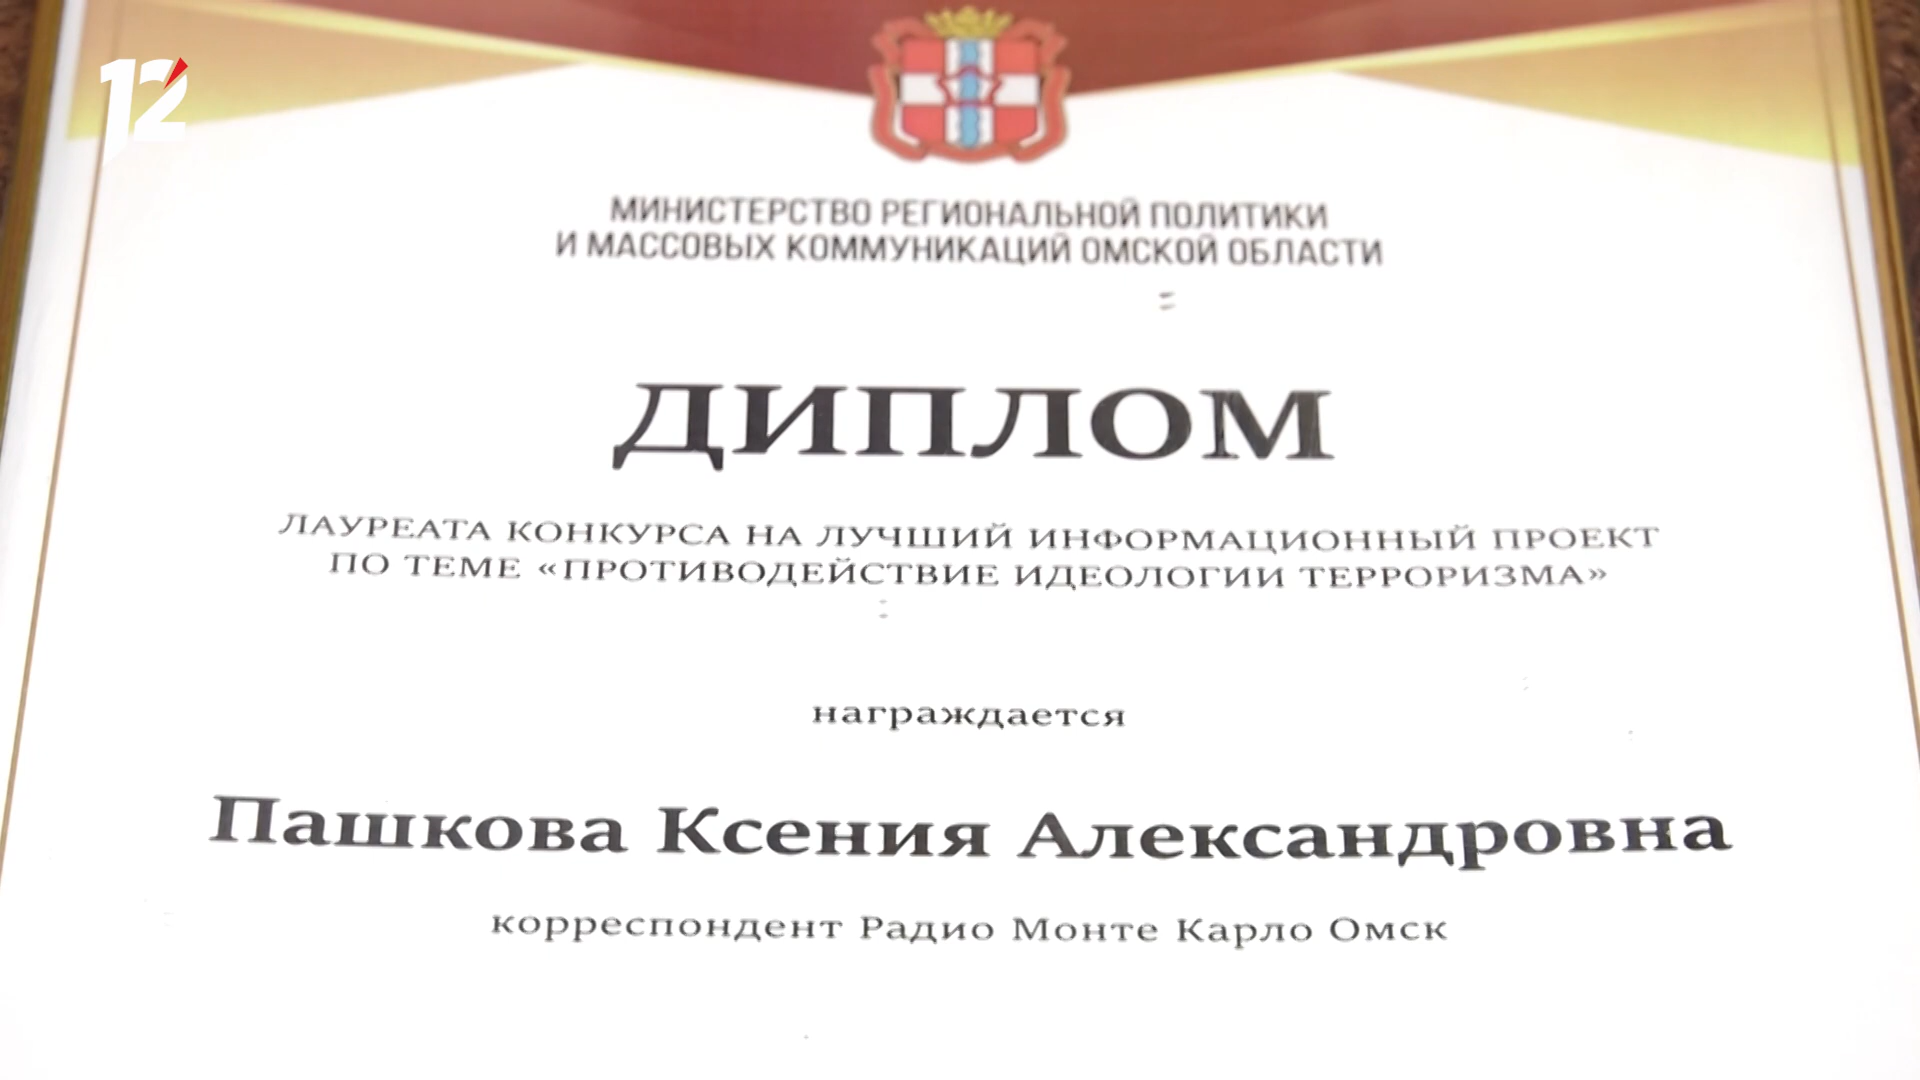 12
МИНИСТЕРСТВО РЕГИОНАЛЬНОЙ ПОЛИТИКИ
И МАССОВЫХ КОММУНИКАЦИЙ ОМСКОЙ ОБЛАСТИ
ДИПЛОМ
ЛАУРЕАТА КОНКУРСА НА ЛУЧШИЙ ИНФОРМАЦИОННЫЙ ПРОЕКТ
ПО ТЕМЕ «ПРОТИВОДЕЙСТВИЕ ИДЕОЛОГИИ ТЕРРОРИЗМА»
награждается
Пашкова Ксения Александровна
корреспондент Радио Монте Карло Омск